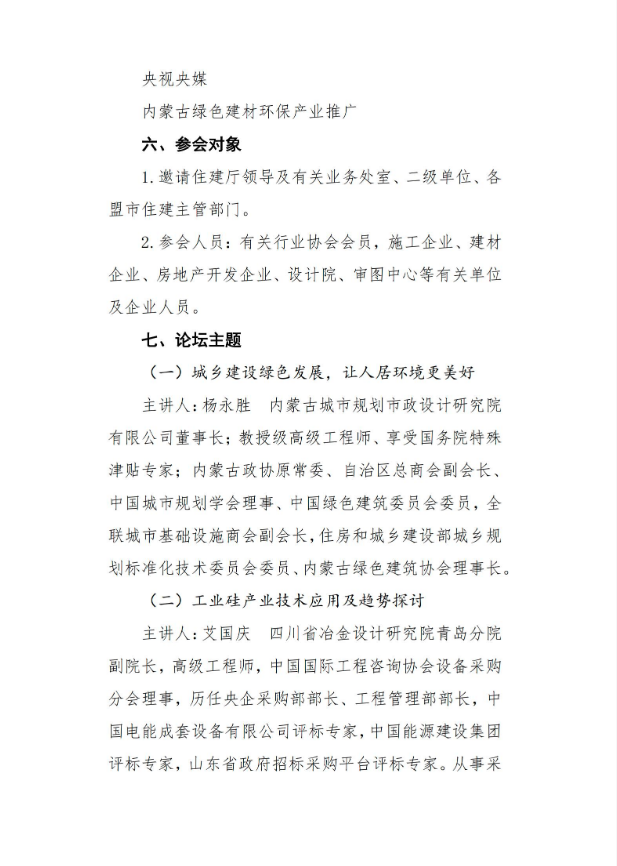 央视央媒
内蒙古绿色建材环保产业推广
六、参会对象
1.邀请住建厅领导及有关业务处室、二级单位、各
盟市住建主管部门。
2.参会人员：有关行业协会会员，施工企业、建材
企业、房地产开发企业、设计院、审图中心等有关单位
及企业人员。
七、论坛主题
（一）城乡建设绿色发展，让人居环境更美好
主讲人：杨永胜 内蒙古城市规划市政设计研究院
有限公司董事长；教授级高级工程师、享受国务院特殊
津贴专家；内蒙古政协原常委、自治区总商会副会长、
中国城市规划学会理事、中国绿色建筑委员会委员，全
联城市基础设施商会副会长，住房和城乡建设部城乡规
划标准化技术委员会委员、内蒙古绿色建筑协会理事长。
（二）工业硅产业技术应用及趋势探讨
主讲人：艾国庆 四川省冶金设计研究院青岛分院
副院长，高级工程师，中国国际工程咨询协会设备采购
分会理事，历任央企采购部部长、工程管理部部长，中
国电能成套设备有限公司评标专家，中国能源建设集团
评标专家，山东省政府招标采购平台评标专家。从事采